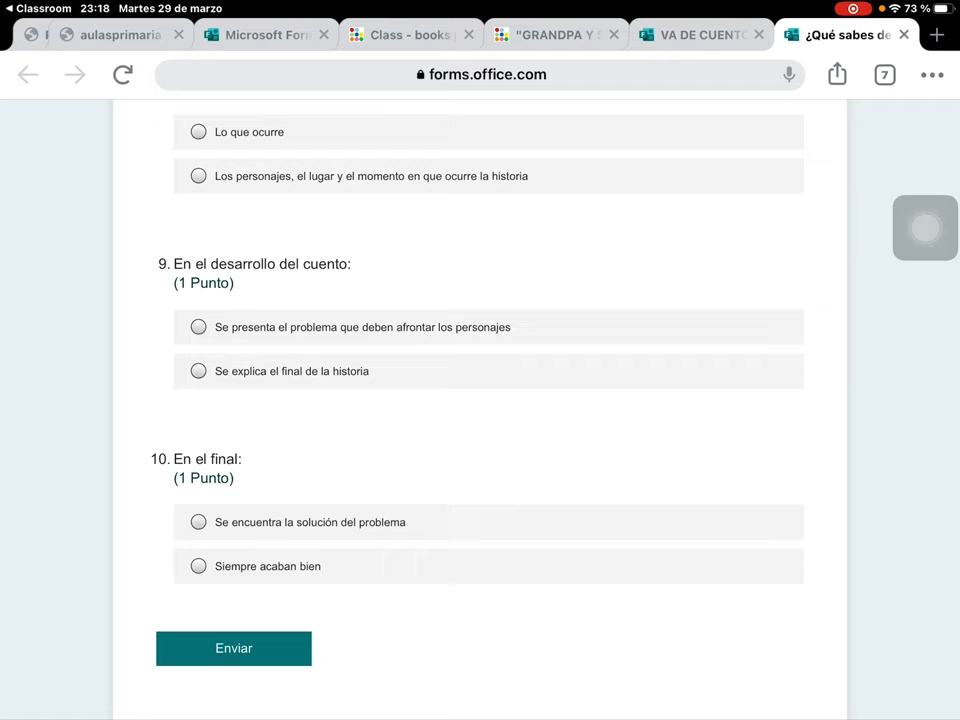 Classroom 23:18 Martes 29 de marzo 73 %
aulasprimaria Microsoft Forn Class - books "GRANDPA Y VA DE CUENT ¿Qué sabes de
forms.office.com 7
Lo que ocurre
Los personajes, el lugar y el momento en que ocurre la historia
9. En el desarrollo del cuento:
(1 Punto)
Se presenta el problema que deben afrontar los personajes
Se explica el final de la historia
10. En el final:
(1 Punto)
Se encuentra la solución del problema
Siempre acaban bien
Enviar